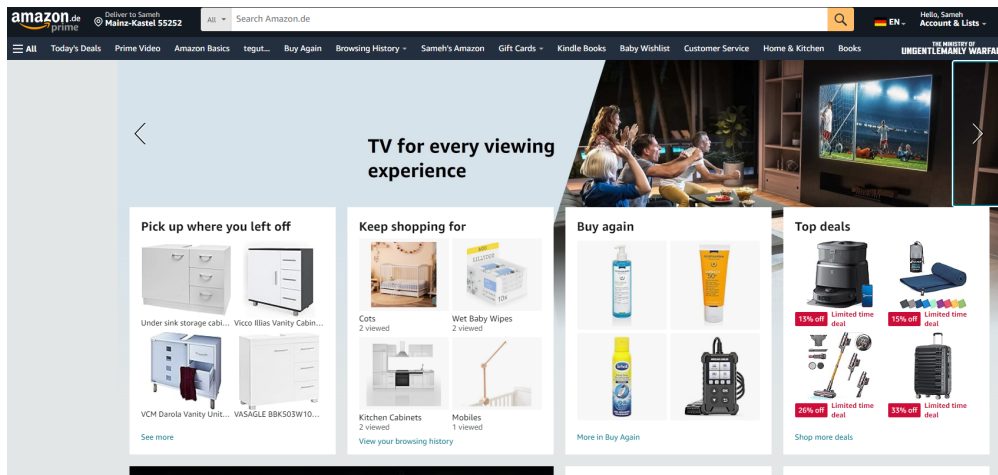 amazon.de
prime
Deliver to Sameh
Mainz-Kastel 55252
All
Search Amazon.de
EN
Hello, Sameh
Account & Lists
All
Today's Deals
Prime Video
Amazon Basics
tegut...
Buy Again
Browsing History
Sameh's Amazon
Gift Cards
Kindle Books
Baby Wishlist
Customer Service
Home & Kitchen
Books
THE MINISTRY OF
UNGENTLEMANLY WARFA
TV for every viewing
experience
Pick up where you left off
Under sink storage cabi...
Vicco Illias Vanity Cabin...
VCM Darola Vanity Unit...
VASAGLE BBK503W10...
See more
Keep shopping for
Cots
2 viewed
LILLYDOO
10x
Wet Baby Wipes
2 viewed
Kitchen Cabinets
2 viewed
Mobiles
1 viewed
View your browsing history
Buy again
50+
Scholl
More in Buy Again
Top deals
13% off
Limited time
deal
15% off
Limited time
deal
26% off
Limited time
deal
33% off
Limited time
deal
Shop more deals